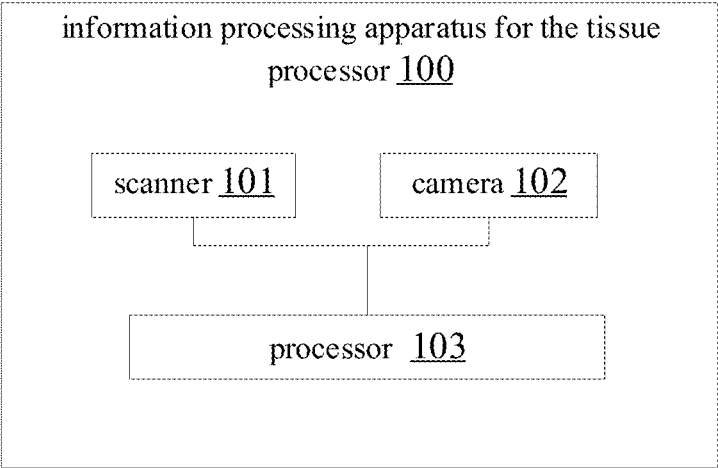 information processing apparatus for the tissue
processor 100
scanner 101
camera 102
processor 103